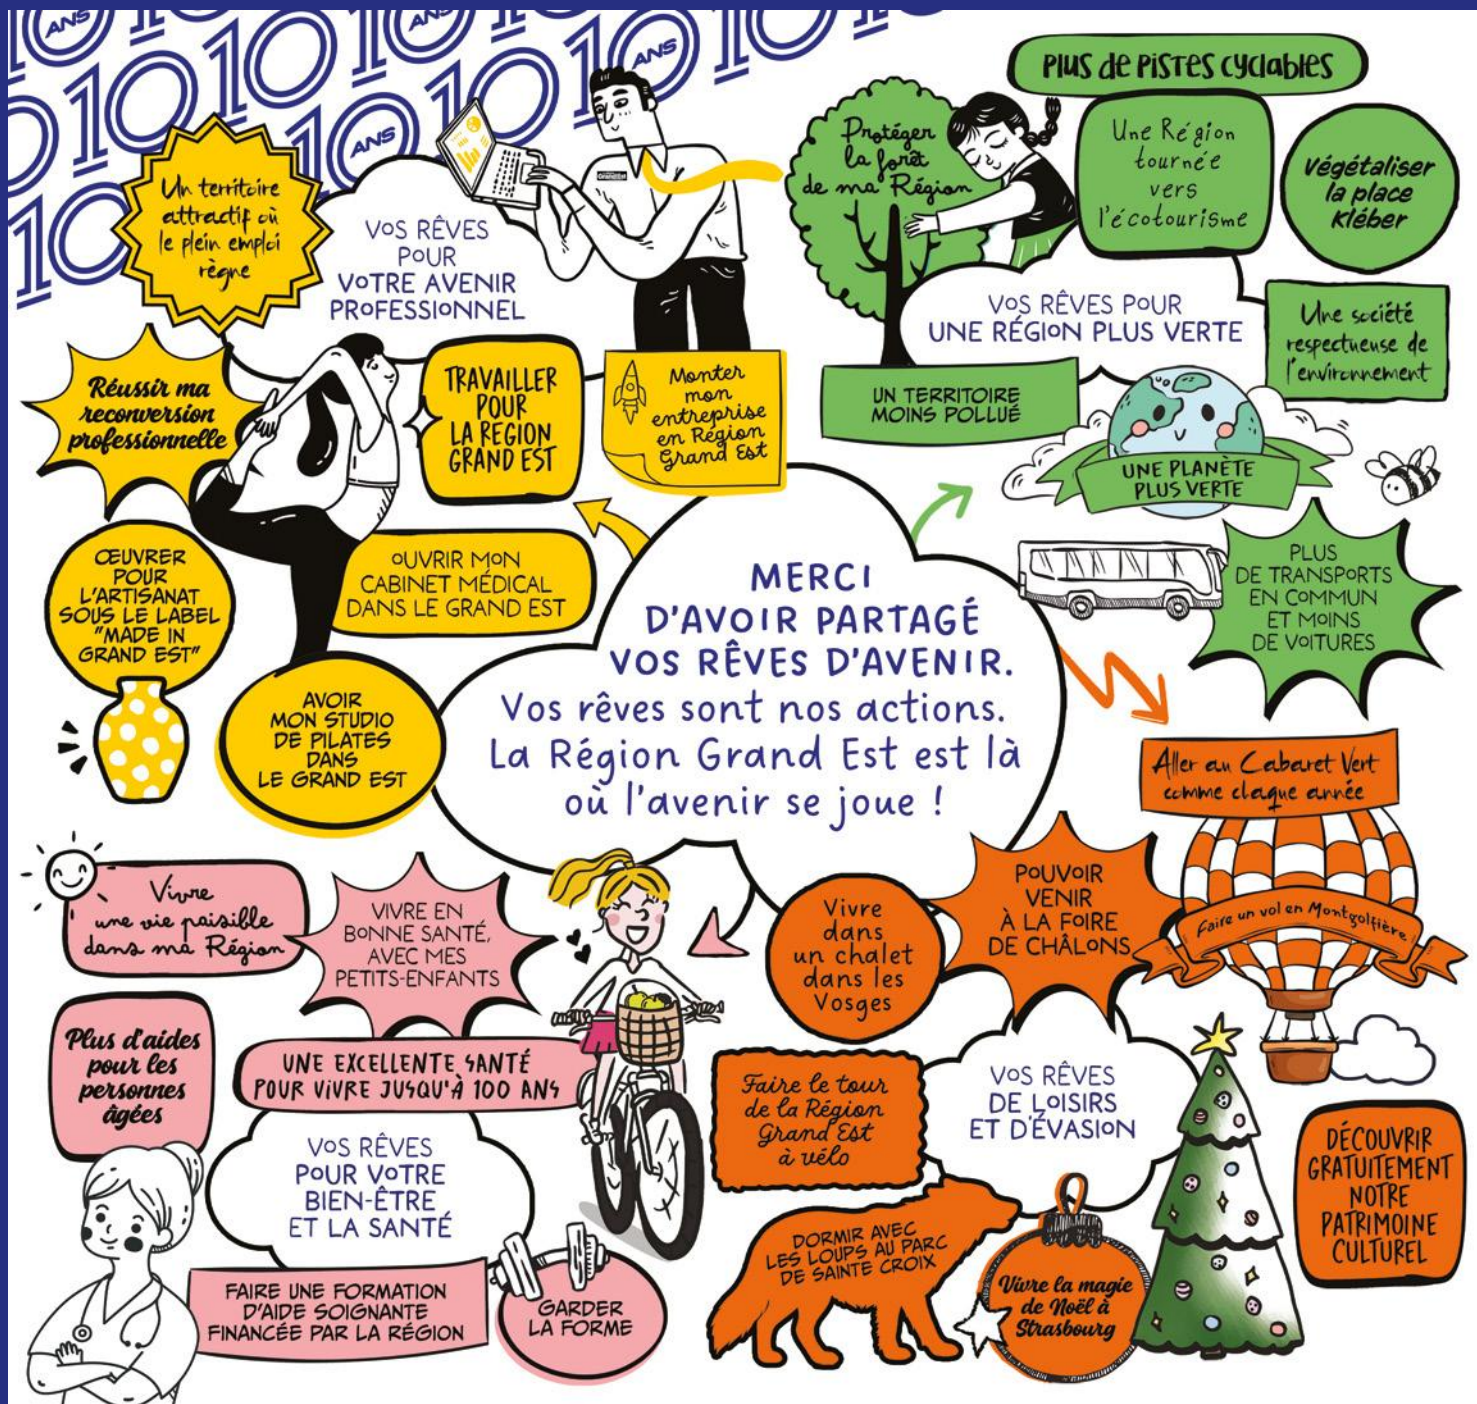 10 ANS
10 ANS
10 ANS
10 ANS
Un territoire
attractif où
le plein emploi
règne
VOS RÊVES
POUR
VOTRE AVENIR
PROFESSIONNEL
GrandEst
Réussir ma
reconversion
professionnelle
TRAVAILLER
POUR
LA REGION
GRAND EST
Monter
mon
entreprise
en Région
Grand Est
ŒUVRER
POUR
L'ARTISANAT
SOUS LE LABEL
"MADE IN
GRAND EST"
OUVRIR MON
CABINET MÉDICAL
DANS LE GRAND EST
AVOIR
MON STUDIO
DE PILATES
DANS
LE GRAND EST
PLUS de PISTES CYCLABLES
Protéger
la forêt
de ma Région
Une Région
tournée
vers
l'écotourisme
Végétaliser
la place
Kléber
VOS RÊVES POUR
UNE RÉGION PLUS VERTE
Une société
respectueuse de
l'environnement
UN TERRITOIRE
MOINS POLLUÉ
UNE PLANÈTE
PLUS VERTE
PLUS
DE TRANSPORTS
EN COMMUN
ET MOINS
DE VOITURES
MERCI
D'AVOIR PARTAGÉ
VOS RÊVES D'AVENIR.
Vos rêves sont nos actions.
La Région Grand Est est là
où l'avenir se joue !
Vivre
une vie paisible
dans ma Région
VIVRE EN
BONNE SANTÉ,
AVEC MES
PETITS-ENFANTS
Plus d'aides
pour les
personnes
âgées
UNE EXCELLENTE SANTÉ
POUR VIVRE JUSQU'À 100 ANS
VOS RÊVES
POUR VOTRE
BIEN-ÊTRE
ET LA SANTÉ
FAIRE UNE FORMATION
D'AIDE SOIGNANTE
FINANCÉE PAR LA RÉGION
GARDER
LA FORME
Aller au Cabaret Vert
comme claque année
POUVOIR
VENIR
À LA FOIRE
DE CHÂLONS
Vivre
dans
un chalet
dans les
Vosges
Faire un vol en Montgolfière
Faire le tour
de la Région
Grand Est
à vélo
VOS RÊVES
DE LOISIRS
ET D'ÉVASION
DORMIR AVEC
LES LOUPS AU PARC
DE SAINTE CROIX
Vivre la magie
de Noël à
Strasbourg
DÉCOUVRIR
GRATUITEMENT
NOTRE
PATRIMOINE
CULTUREL